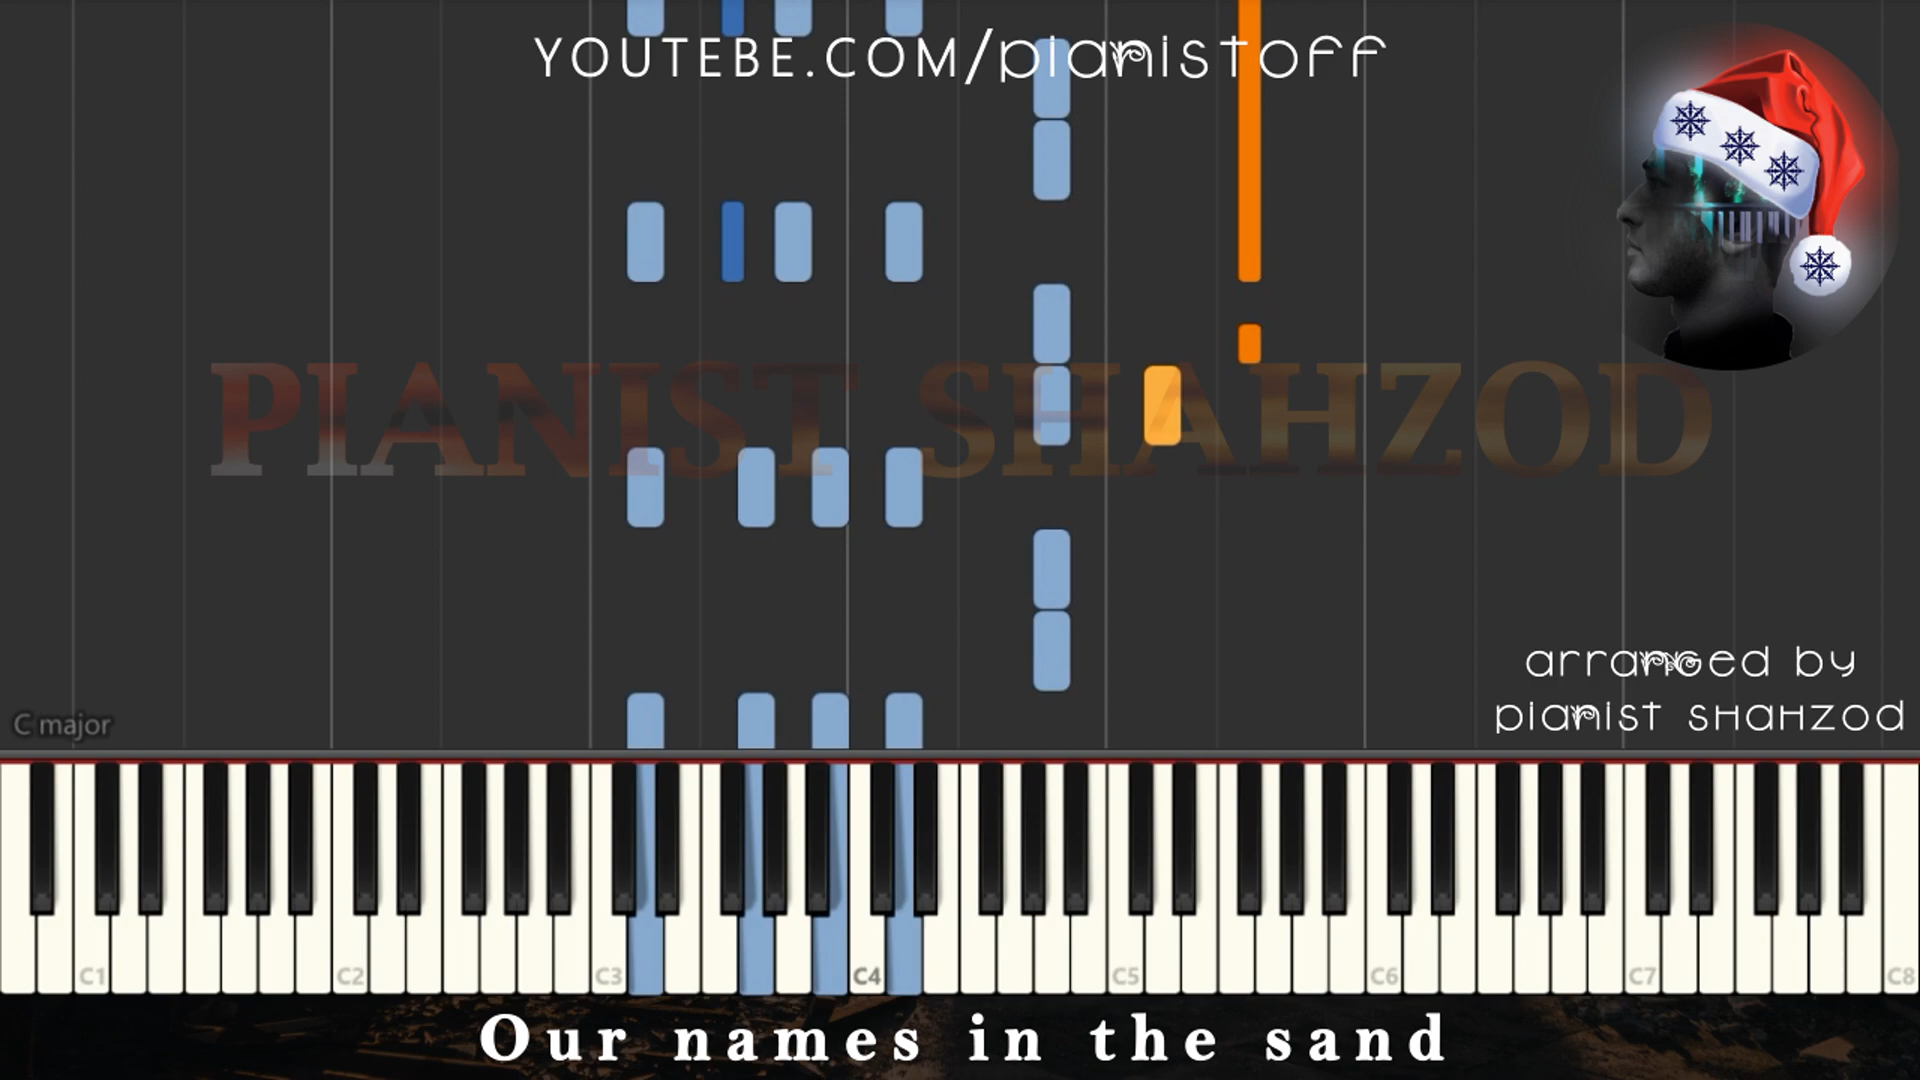 YOUTEBE.COM/pianistoff
PIANIST SHAHZOD
arranged by
pianist shahzod
C major
C1 C2 C3 C4 C5 C6 C7 C8
Our names in the sand